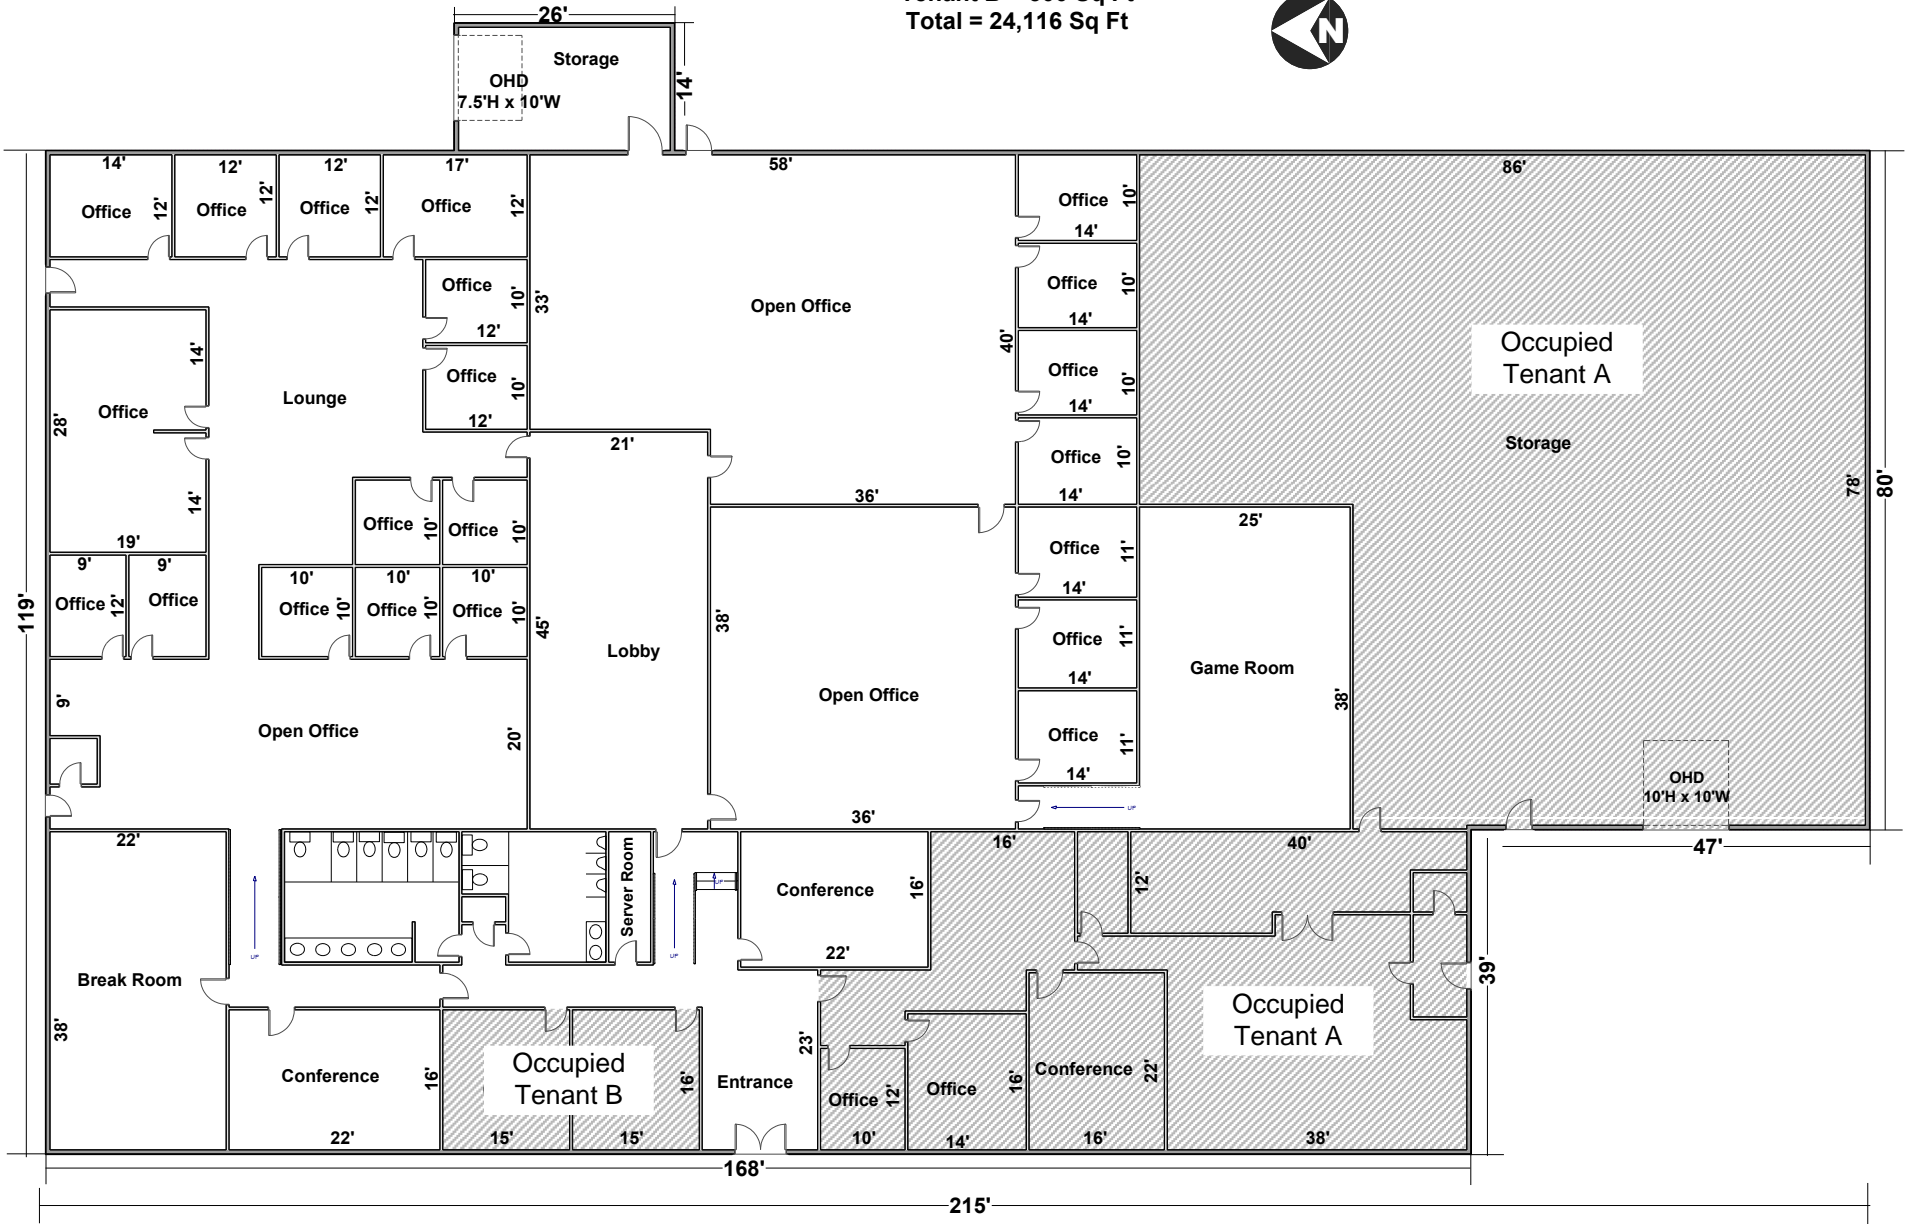 Total = 24,116 Sq Ft
N
26'
Storage
OHD
7.5'H x 10'W
14'
14'
12'
12'
17'
58'
86'
Office
12'
Office
12'
Office
12'
Office
12'
Office
10'
14'
Office
10'
12'
33'
Open Office
Office
10'
14'
40'
Office
10'
14'
Occupied
Tenant A
Storage
78'
80'
14'
Lounge
Office
10'
12'
Office
28'
14'
19'
21'
36'
Office
10'
14'
Office
10'
Office
10'
25'
Office
11'
14'
9'
9'
Office
12'
Office
10'
10'
10'
Office
10'
Office
10'
Office
10'
119'
45'
Lobby
38'
Office
11'
14'
Game Room
38'
9'
Open Office
20'
Open Office
Office
11'
14'
UP
OHD
10'H x 10'W
36'
47'
22'
16'
40'
Server Room
UP
Conference
16'
22'
12'
UP
UP
Break Room
38'
39'
Occupied
Tenant A
Conference
16'
22'
Occupied
Tenant B
16'
15'
15'
23'
Entrance
Office
12'
10'
Office
16'
14'
Conference
22'
16'
38'
168'
215'